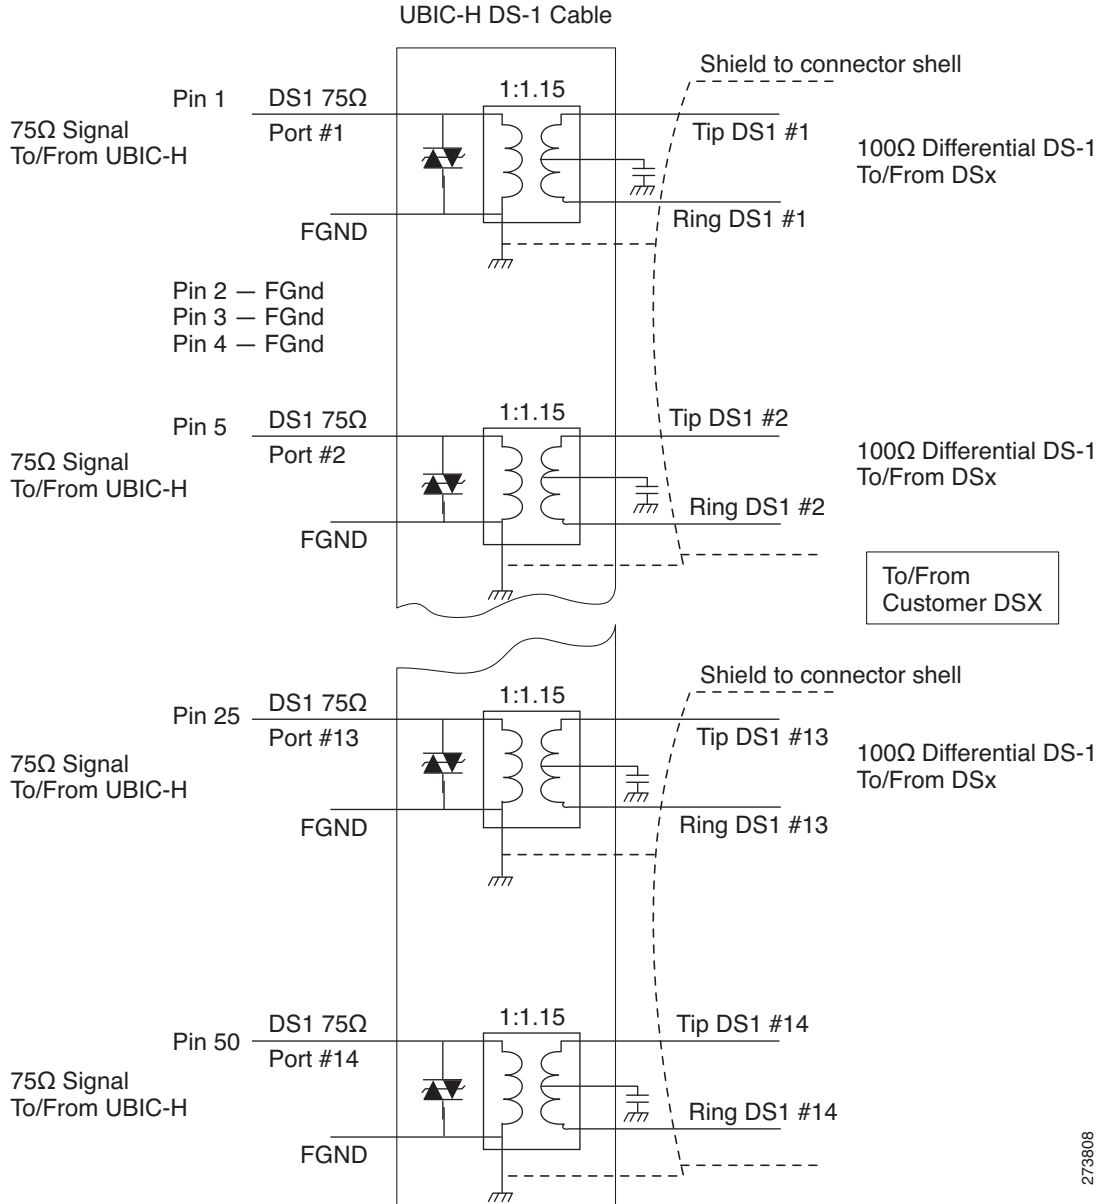 UBIC-H DS-1 Cable
Shield to connector shell
Pin 1
DS1 75Ω
1:1.15
Port #1
Tip DS1 #1
75Ω Signal
To/From UBIC-H
100Ω Differential DS-1
To/From DSx
Ring DS1 #1
FGND
Pin 2 — FGnd
Pin 3 — FGnd
Pin 4 — FGnd
Pin 5
DS1 75Ω
1:1.15
Tip DS1 #2
Port #2
75Ω Signal
To/From UBIC-H
100Ω Differential DS-1
To/From DSx
Ring DS1 #2
FGND
To/From
Customer DSX
Shield to connector shell
Pin 25
DS1 75Ω
1:1.15
Port #13
Tip DS1 #13
75Ω Signal
To/From UBIC-H
100Ω Differential DS-1
To/From DSx
Ring DS1 #13
FGND
Pin 50
DS1 75Ω
1:1.15
Tip DS1 #14
Port #14
75Ω Signal
To/From UBIC-H
Ring DS1 #14
FGND
273808